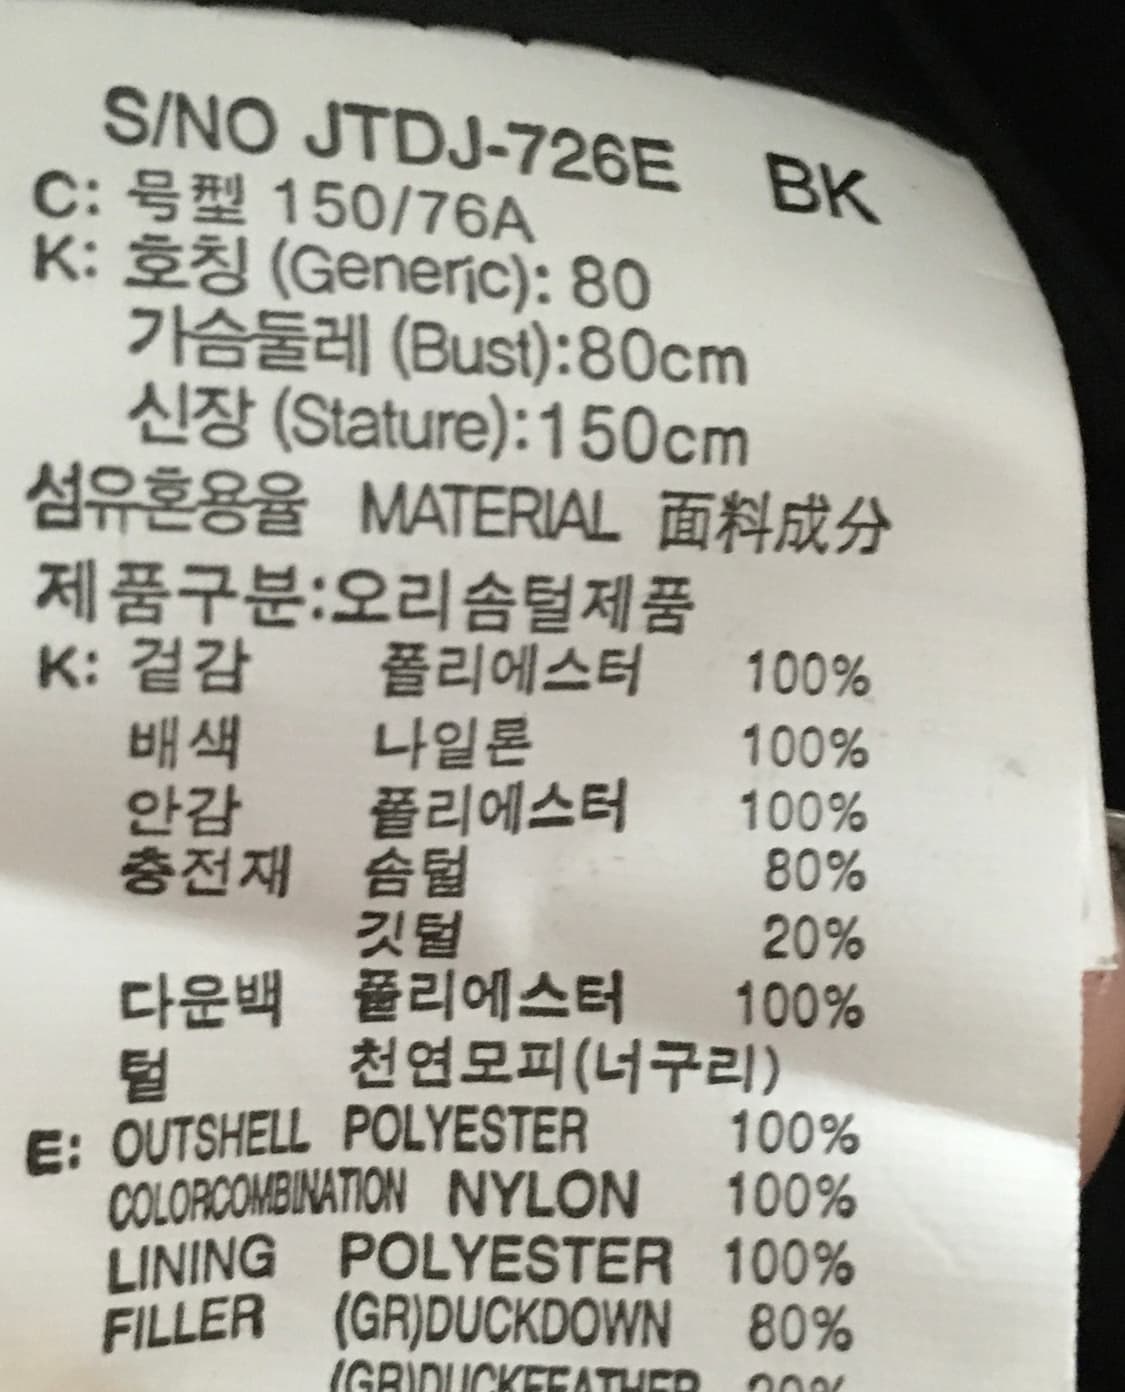 S/NO JTDJ-726E BK
C: 号型 150/76A
K: 호칭 (Generic): 80
가슴둘레 (Bust):80cm
신장 (Stature):150cm
섬유혼용율 MATERIAL 面料成分
제품구분:오리솜털제품
K: 겉감 폴리에스터 100%
배색 나일론 100%
안감 폴리에스터 100%
충전재 솜털 80%
깃털 20%
다운백 폴리에스터 100%
털 천연모피(너구리)
E: OUTSHELL POLYESTER 100%
COLORCOMBINATION NYLON 100%
LINING POLYESTER 100%
FILLER (GR)DUCKDOWN 80%
(GR)DUCKFEATHER 20%